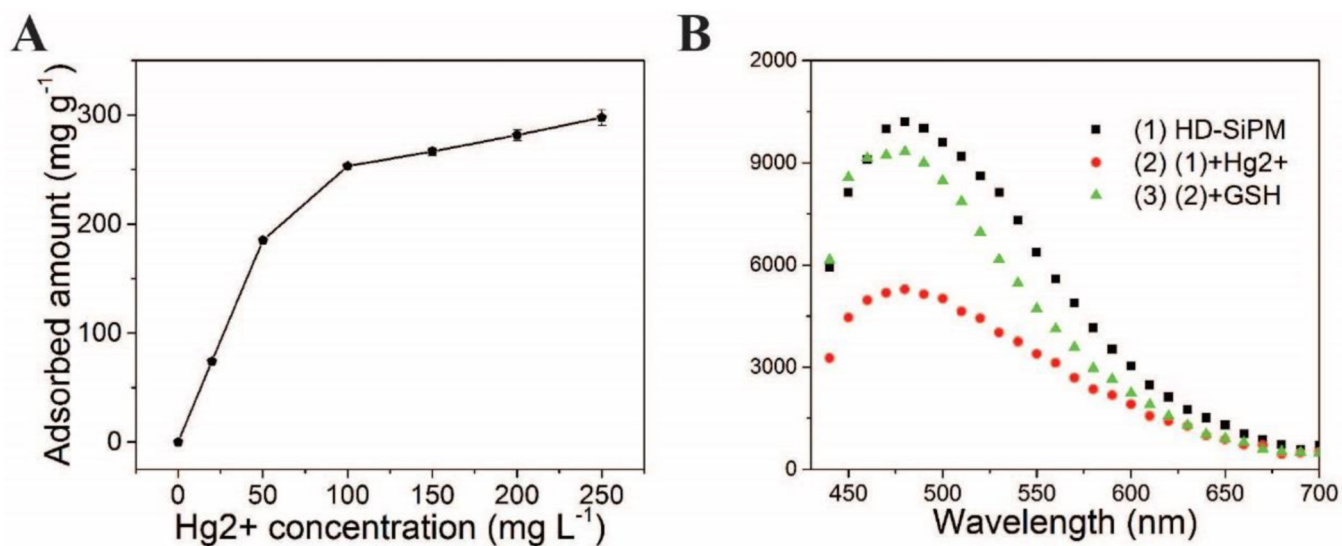 A
Adsorbed amount (mg g⁻¹)
300
200
100
0
0 50 100 150 200 250
Hg2+ concentration (mg L⁻¹)
B
12000
9000
6000
3000
0
(1) HD-SiPM
(2) (1)+Hg2+
(3) (2)+GSH
450 500 550 600 650 700
Wavelength (nm)